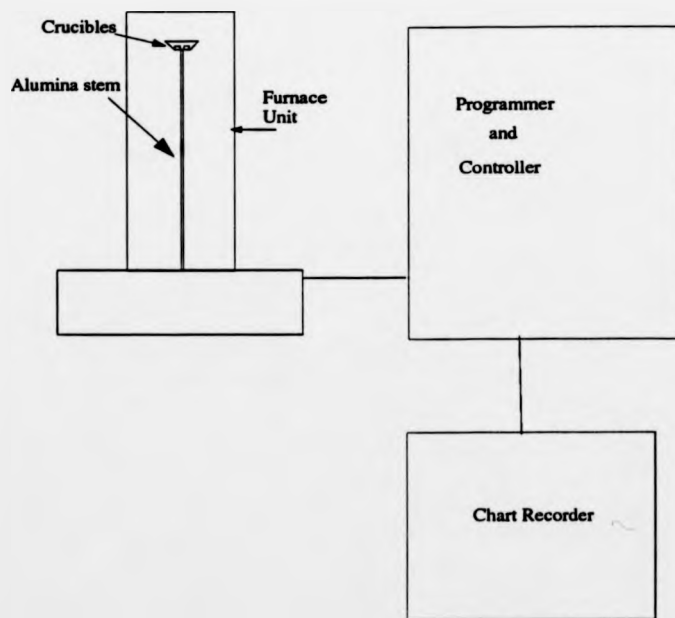 Crucibles
Alumina stem
Furnace
Unit
Programmer
and
Controller
Chart Recorder